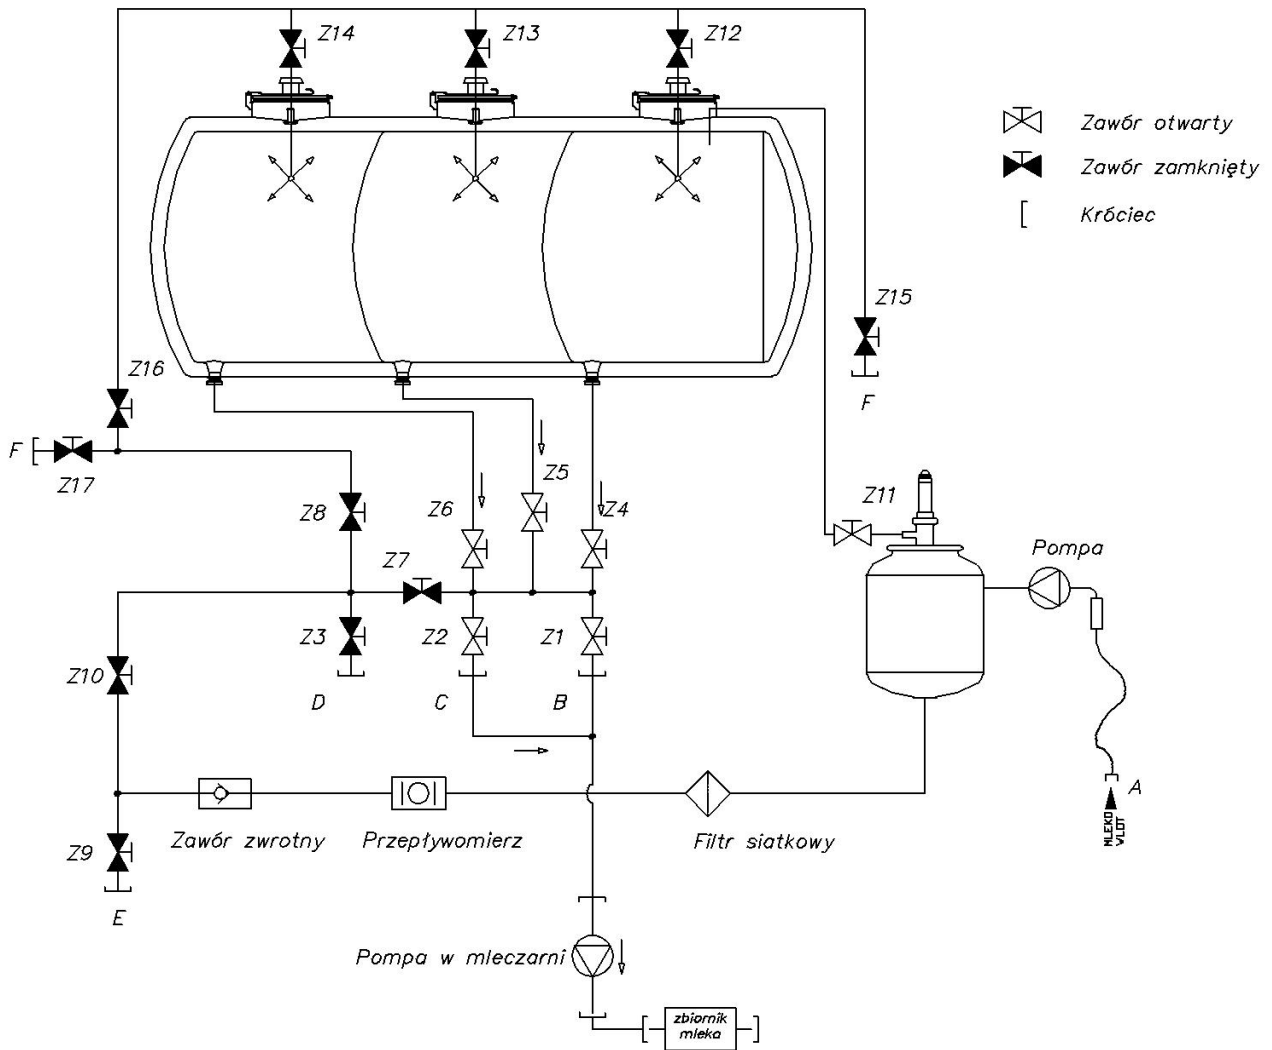 Z14
Z13
Z12
Zawór otwarty
Zawór zamknięty
Króciec
Z15
F
Z16
F
Z17
Z8
Z6
Z5
Z4
Z11
Pompa
Z7
Z3
Z2
Z1
Z10
D
C
B
A
MLEKO
WLOT
Zawór zwrotny
Przepływomierz
Filtr siatkowy
Z9
E
Pompa w mleczarni
zbiornik
mleka